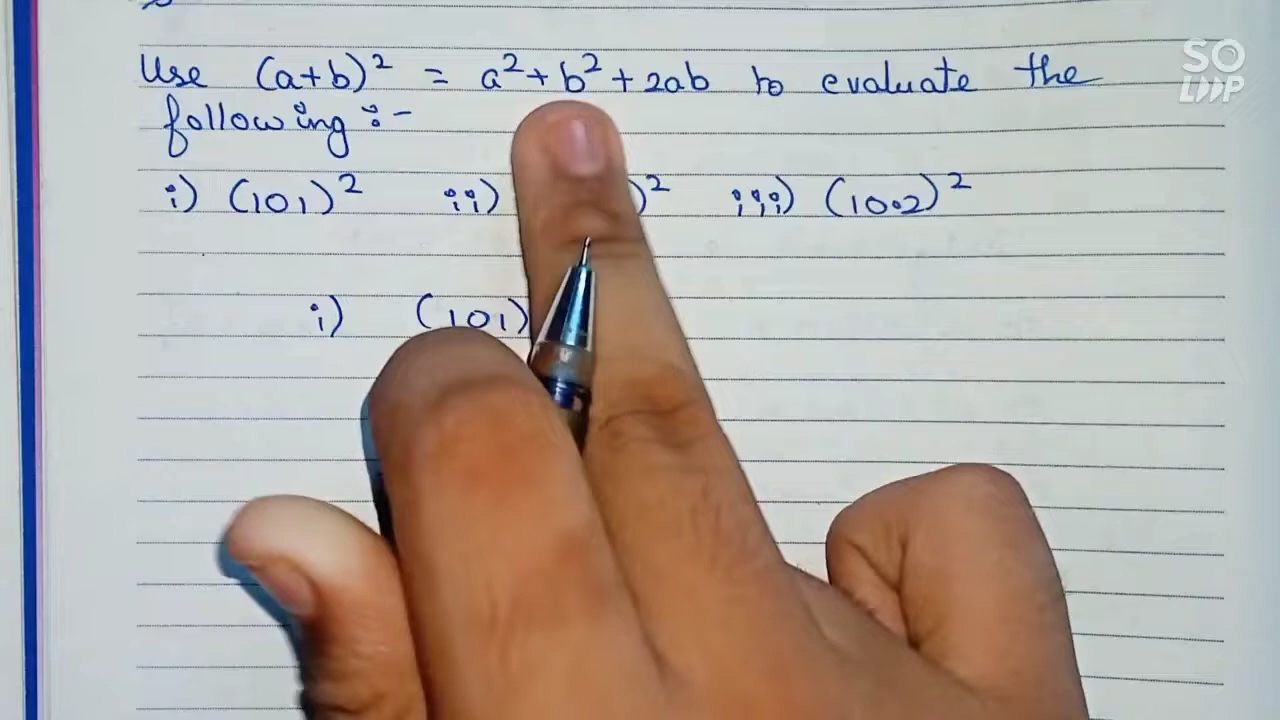 Use (a+b)² = a²+b²+2ab to evaluate the
following :-
i) (101)² ii) )² iii) (10.2)²
i) (101)
SO
LOOP